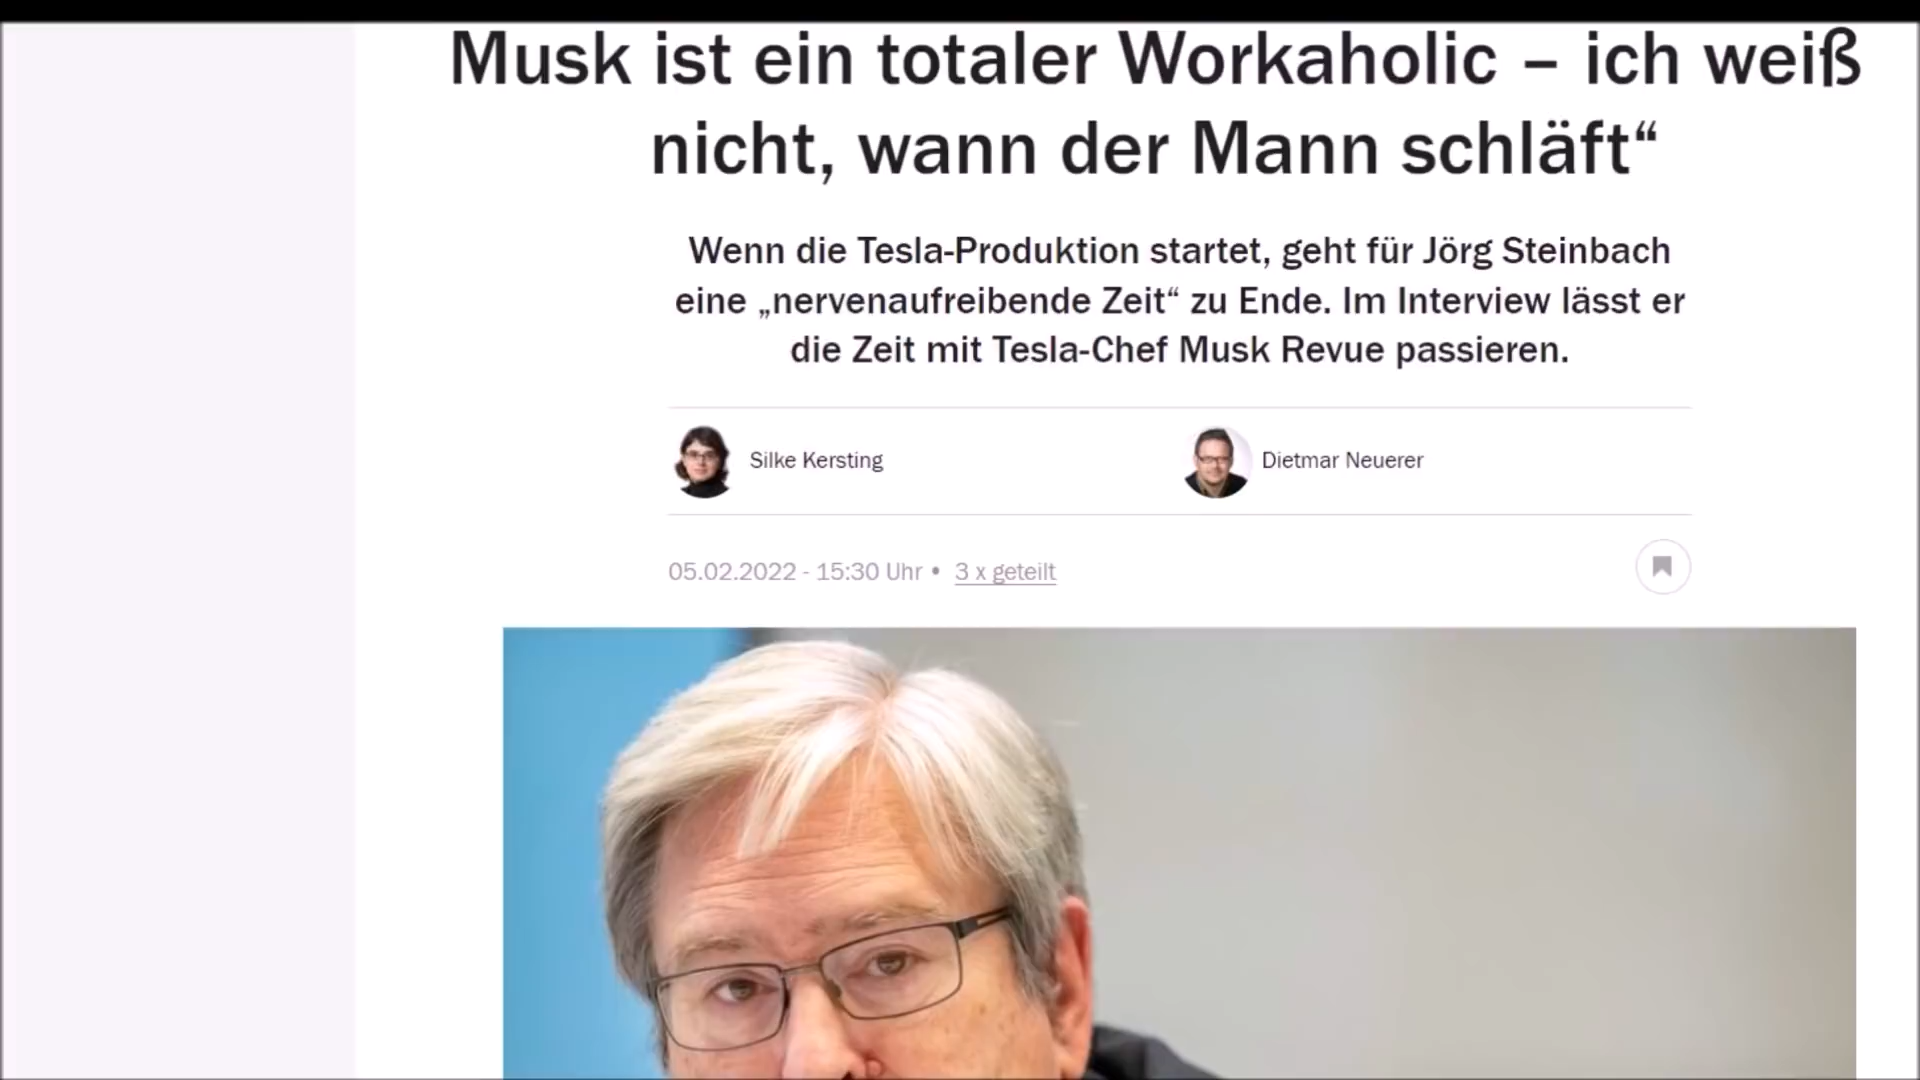 Musk ist ein totaler Workaholic – ich weiß
nicht, wann der Mann schläft“
Wenn die Tesla-Produktion startet, geht für Jörg Steinbach
eine „nervenaufreibende Zeit“ zu Ende. Im Interview lässt er
die Zeit mit Tesla-Chef Musk Revue passieren.
Silke Kersting
Dietmar Neuerer
05.02.2022 - 15:30 Uhr • 3 x geteilt